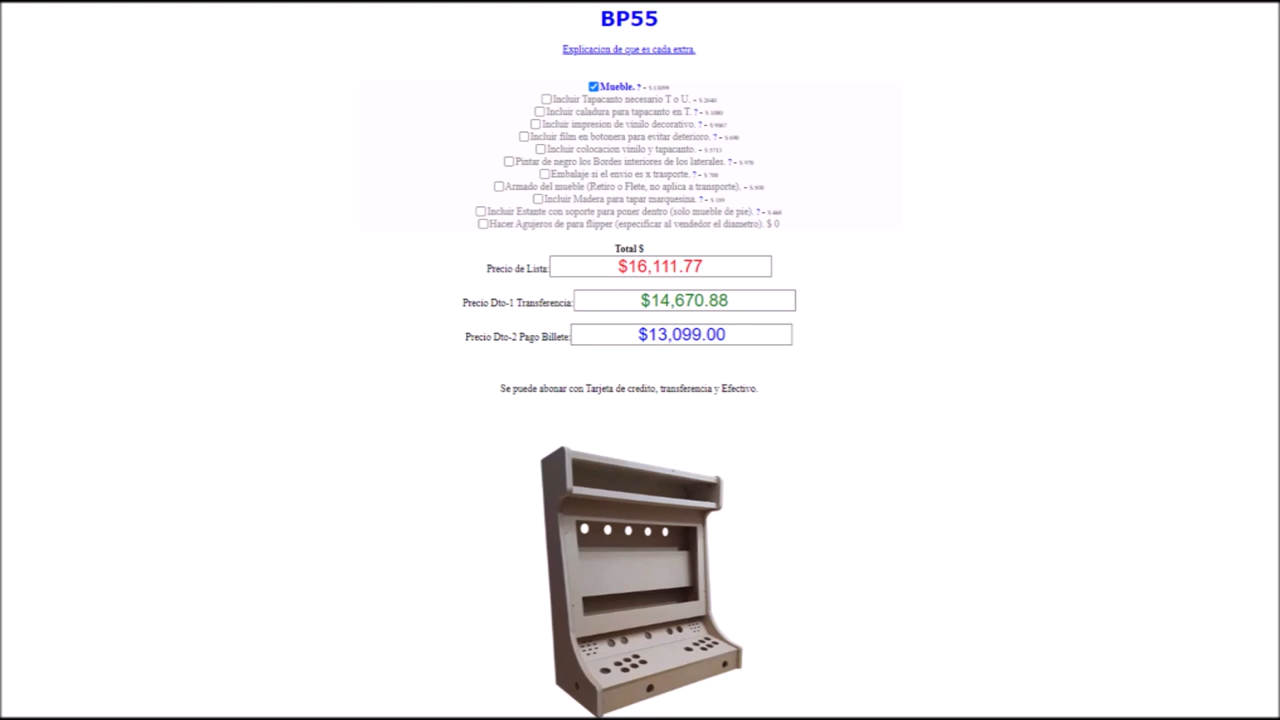 BP55
Explicacion de que es cada extra.
Mueble. ? - $ 13099
Incluir Tapacanto necesario T o U. - $ 2640
Incluir caladura para tapacanto en T. ? - $ 1080
Incluir impresion de vinilo decorativo. ? -
Incluir film en botonera para evitar deterioro. ? -
Incluir colocacion vinilo y tapacanto. -
Pintar de negro los Bordes interiores de los laterales. ? -
Embalaje si el envio es x trasporte. ? -
Armado del mueble (Retiro o Flete, no aplica a transporte). -
Incluir Madera para tapar marquesina. ? -
Incluir Estante con soporte para poner dentro (solo mueble de pie). ? -
Hacer Agujeros de para flipper (especificar al vendedor el diametro). $ 0
Total $
Precio de Lista: $16,111.77
Precio Dto-1 Transferencia: $14,670.88
Precio Dto-2 Pago Billete: $13,099.00
Se puede abonar con Tarjeta de credito, transferencia y Efectivo.